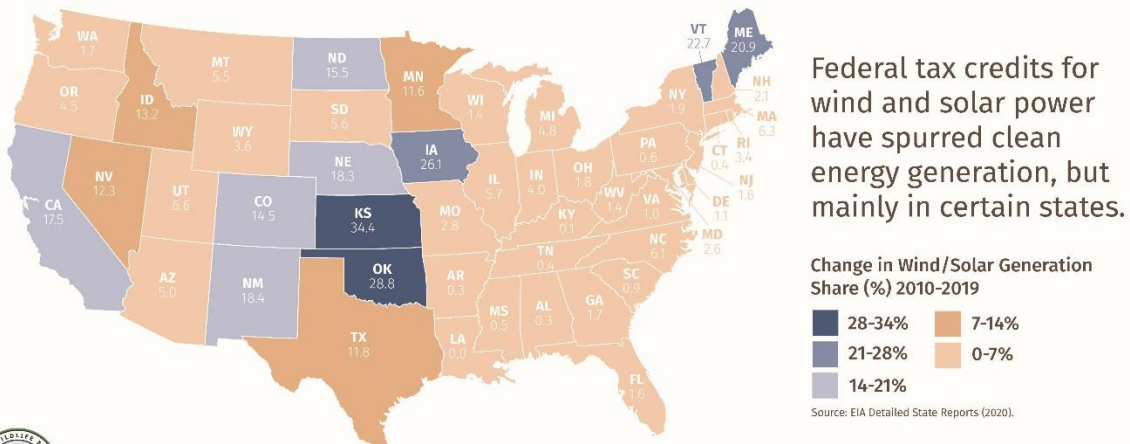 WA
1.7
OR
4.5
CA
17.5
ID
13.2
NV
12.3
MT
5.5
WY
3.6
UT
6.6
AZ
5.0
CO
14.5
NM
18.4
ND
15.5
SD
5.6
NE
18.3
KS
34.4
OK
28.8
TX
11.8
MN
11.6
IA
26.1
MO
2.8
AR
0.3
LA
0.0
WI
1.4
IL
5.7
MI
4.8
IN
4.0
OH
1.8
KY
0.1
TN
0.4
MS
0.5
AL
0.3
GA
1.7
FL
1.6
SC
0.9
NC
6.1
VA
1.0
WV
1.4
PA
0.6
NY
1.9
VT
22.7
ME
20.9
NH
2.1
MA
6.3
RI
3.4
CT
0.4
NJ
1.6
DE
1.1
MD
2.6
Federal tax credits for
wind and solar power
have spurred clean
energy generation, but
mainly in certain states.
Change in Wind/Solar Generation
Share (%) 2010-2019
28-34%
21-28%
14-21%
7-14%
0-7%
Source: EIA Detailed State Reports (2020).